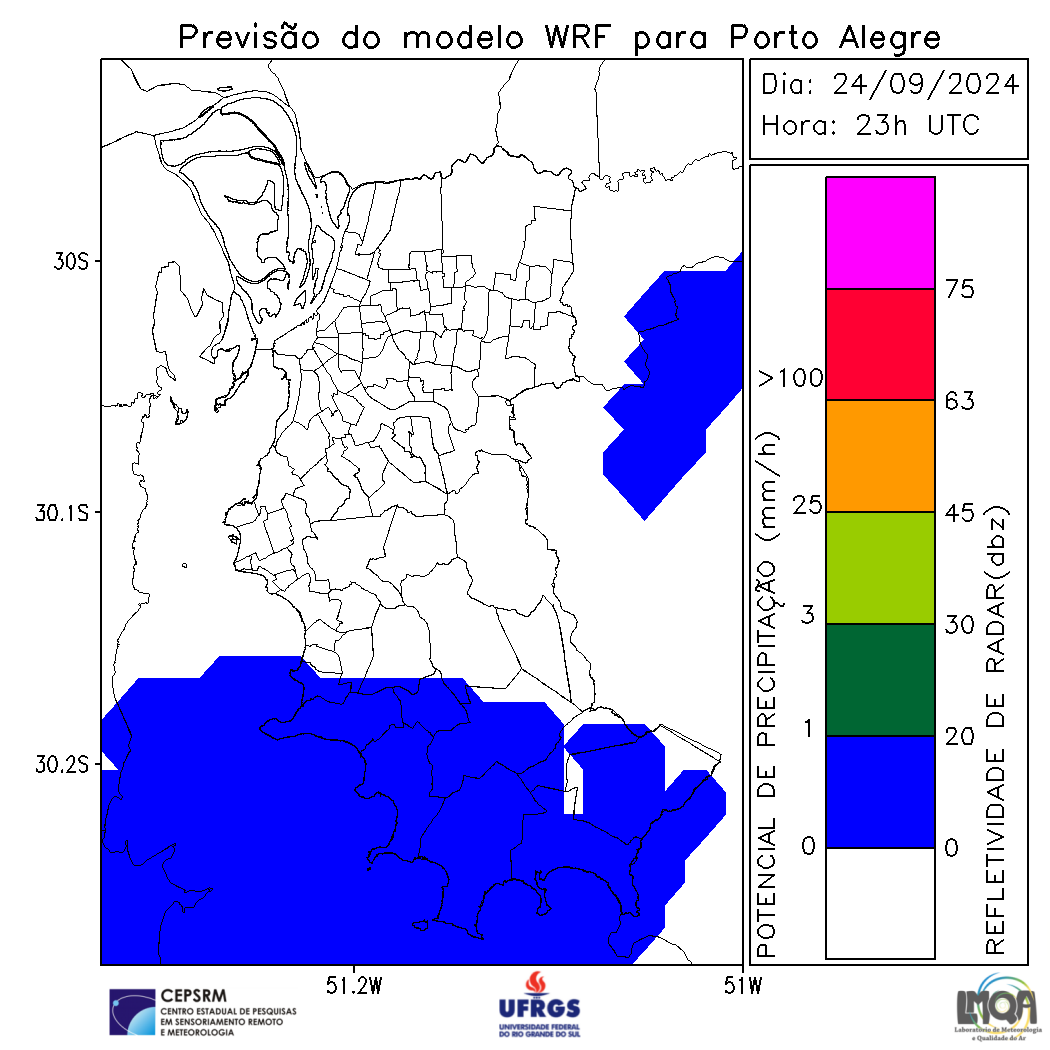 Previsão do modelo WRF para Porto Alegre
Dia: 24/09/2024
Hora: 23h UTC
30S
30.1S
30.2S
51.2W
51W
POTENCIAL DE PRECIPITAÇÃO (mm/h)
>100
25
3
1
0
75
63
45
30
20
0
REFLETIVIDADE DE RADAR(dbz)
CEPSRM
CENTRO ESTADUAL DE PESQUISAS
EM SENSORIAMENTO REMOTO
E METEOROLOGIA
UFRGS
UNIVERSIDADE FEDERAL
DO RIO GRANDE DO SUL
LMQA
Laboratório de Meteorologia
e Qualidade do Ar